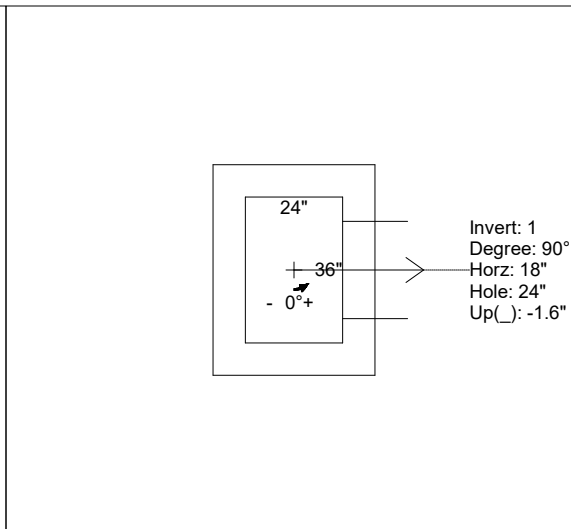 24"
36"
- 0°+
Invert: 1
Degree: 90°
Horz: 18"
Hole: 24"
Up(_): -1.6"